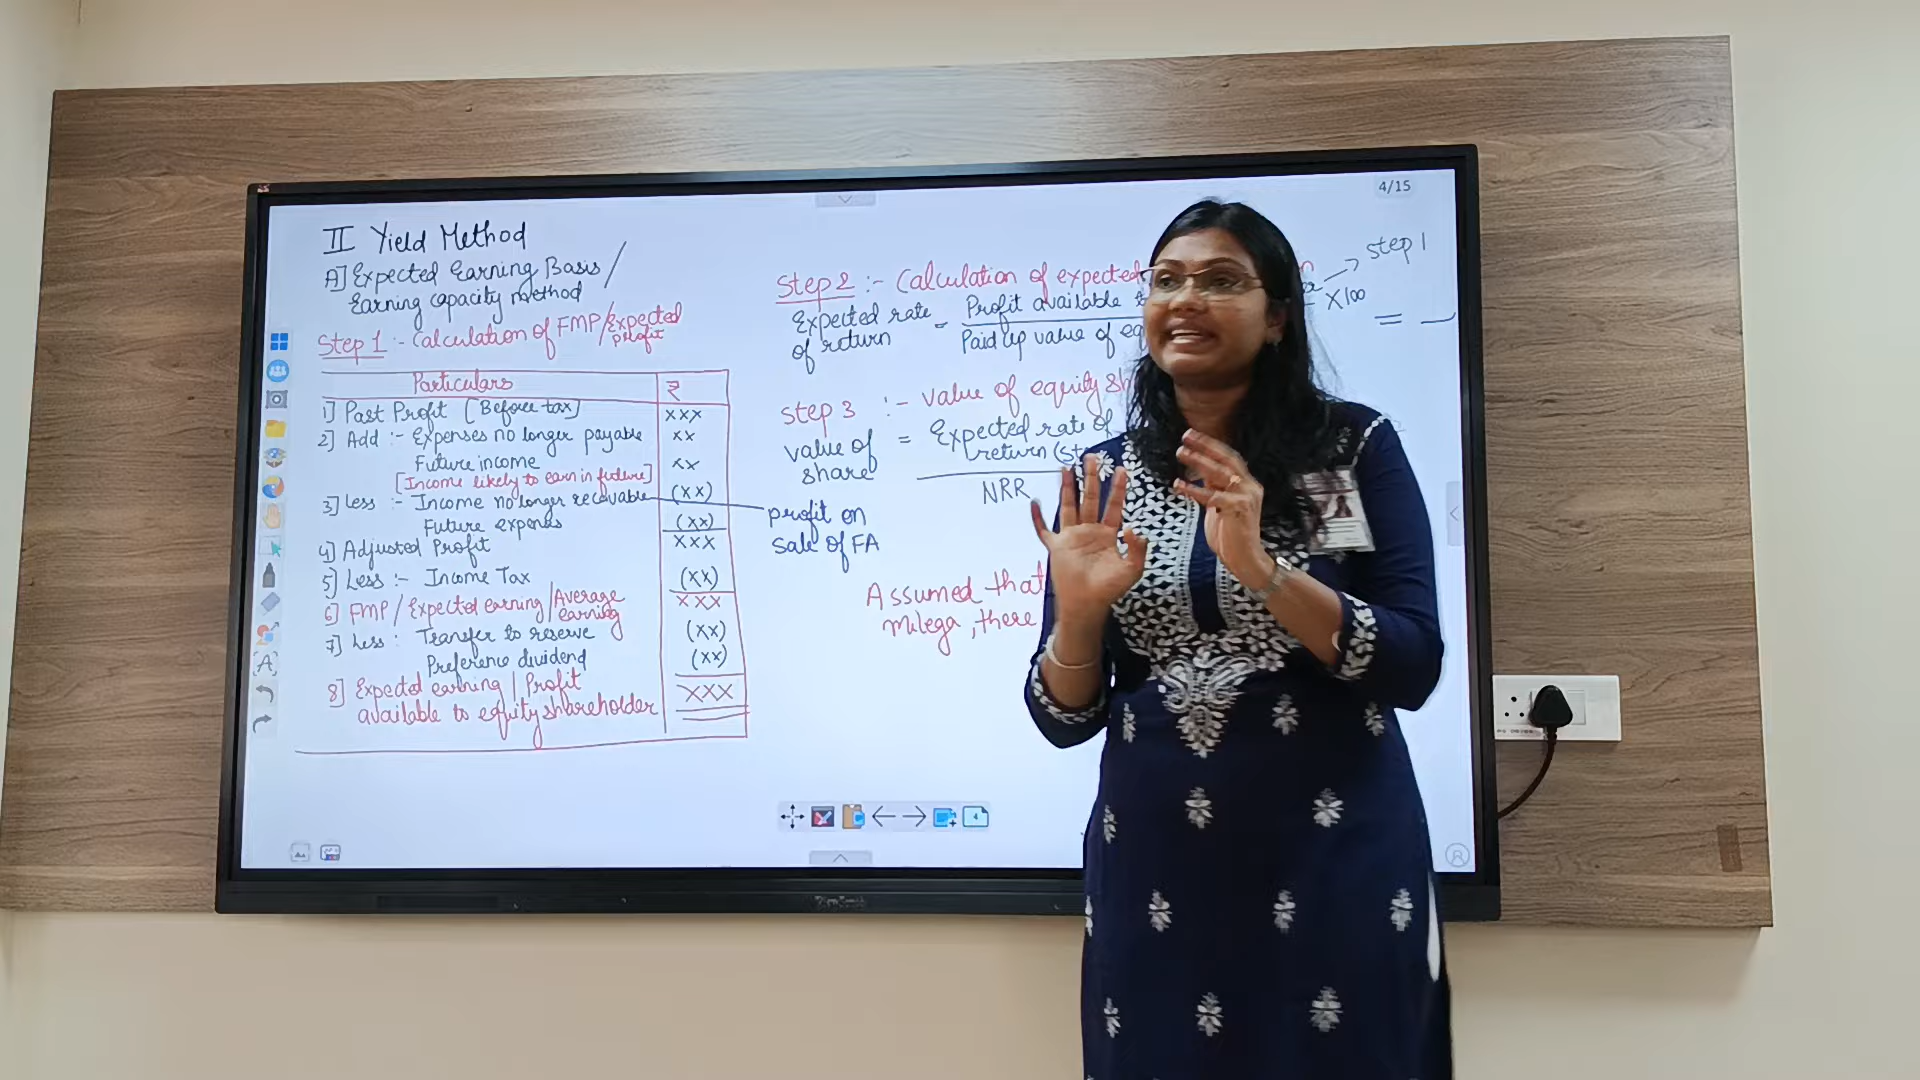 4/15
II Yield Method
A] Expected Earning Basis /
Earning capacity method
Step 1 :- Calculation of FMP/Expected
profit
Particulars ₹
1] Past Profit [Before tax] xxx
2] Add :- Expenses no longer payable xx
Future income xx
[Income likely to earn in future]
3] Less :- Income no longer recivable (xx)
Future expens (xx)
4] Adjusted Profit xxx
5] Less :- Income Tax (xx)
6] FMP / Expected earning / Average xxx
earning
7] Less : Transfer to reserve (xx)
Preference dividend (xx)
8] Expected earning / Profit xxx
available to equity shareholder
profit on
sale of FA
Step 2 :- Calculation of expected
step 1
Expected rate of return = Profit available
Paid up value of
x100
=
Step 3 :- Value of equity
value of share = Expected rate of
return
NRR
Assumed that
milega, there
4